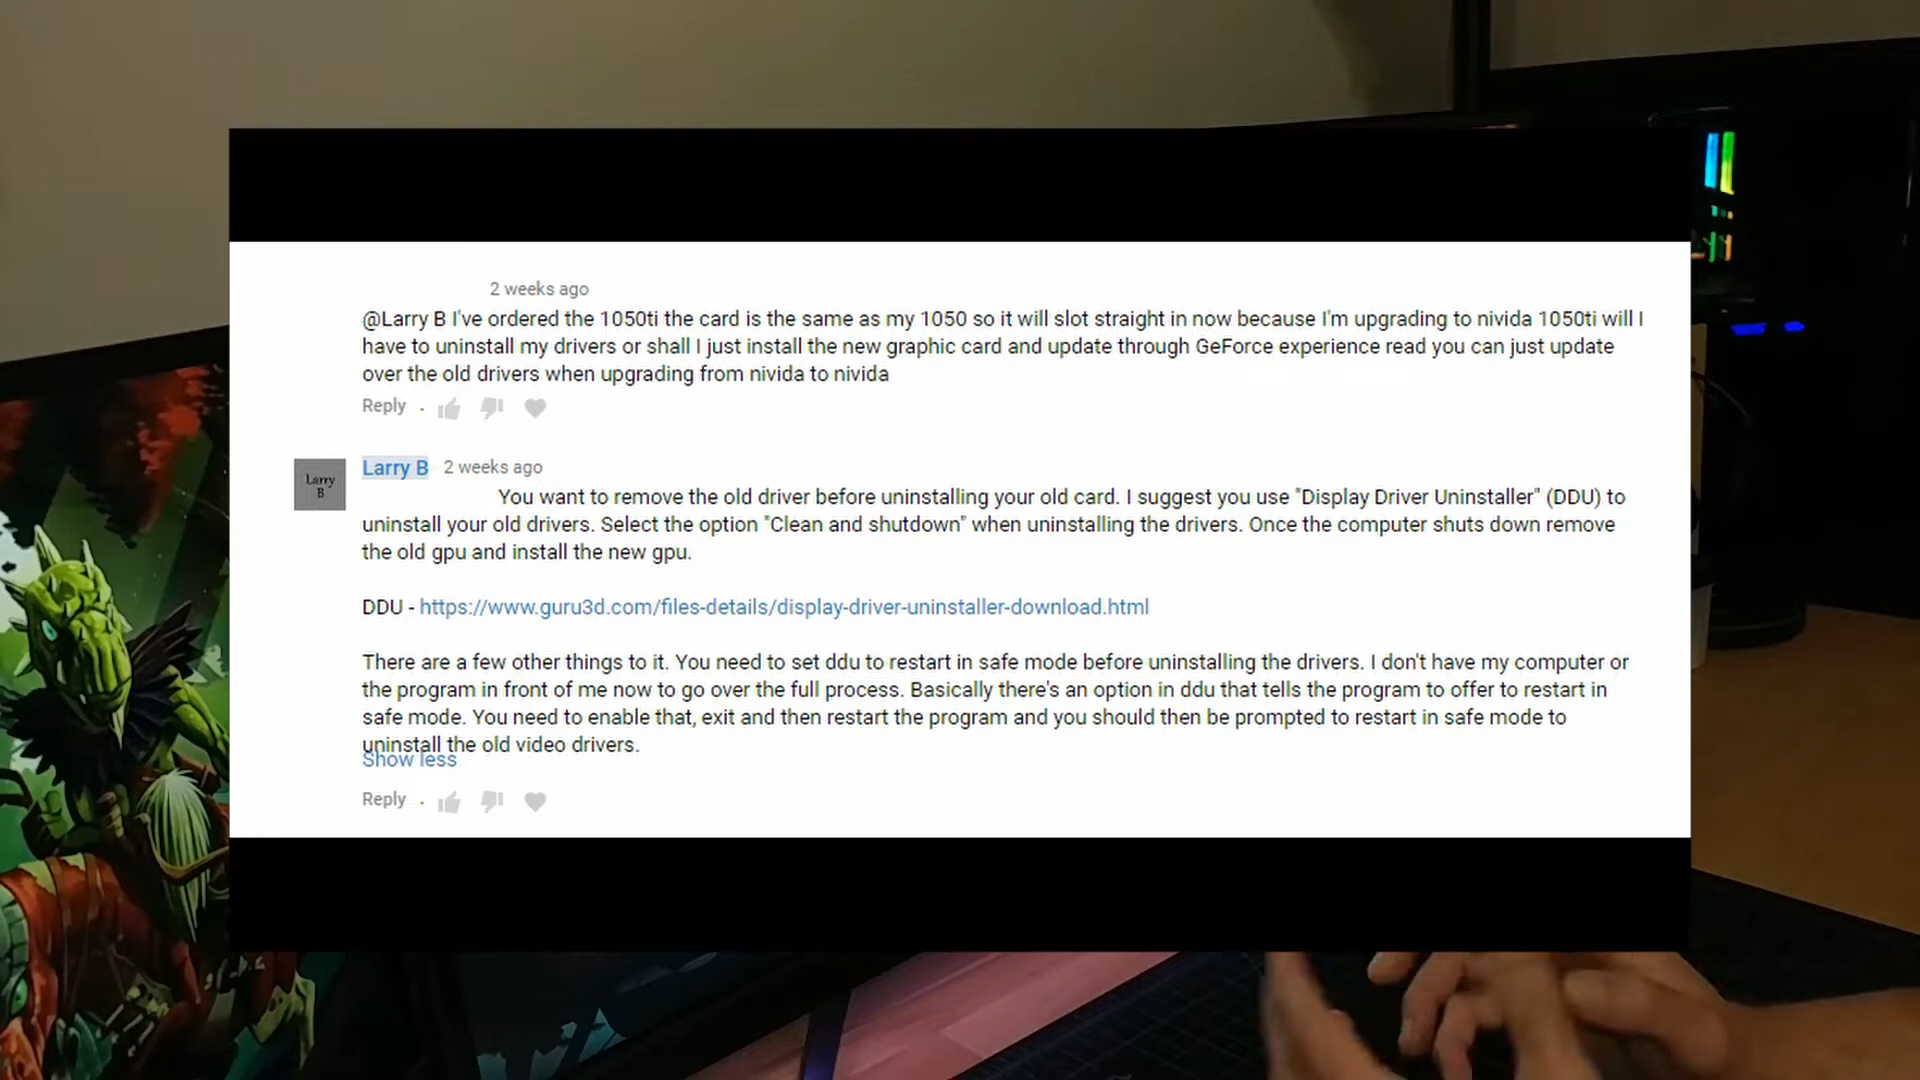 2 weeks ago
@Larry B I've ordered the 1050ti the card is the same as my 1050 so it will slot straight in now because I'm upgrading to nivida 1050ti will I
have to uninstall my drivers or shall I just install the new graphic card and update through GeForce experience read you can just update
over the old drivers when upgrading from nivida to nivida
Reply .
Larry B 2 weeks ago
Larry
B
You want to remove the old driver before uninstalling your old card. I suggest you use "Display Driver Uninstaller" (DDU) to
uninstall your old drivers. Select the option "Clean and shutdown" when uninstalling the drivers. Once the computer shuts down remove
the old gpu and install the new gpu.
DDU - https://www.guru3d.com/files-details/display-driver-uninstaller-download.html
There are a few other things to it. You need to set ddu to restart in safe mode before uninstalling the drivers. I don't have my computer or
the program in front of me now to go over the full process. Basically there's an option in ddu that tells the program to offer to restart in
safe mode. You need to enable that, exit and then restart the program and you should then be prompted to restart in safe mode to
uninstall the old video drivers.
Show less
Reply .